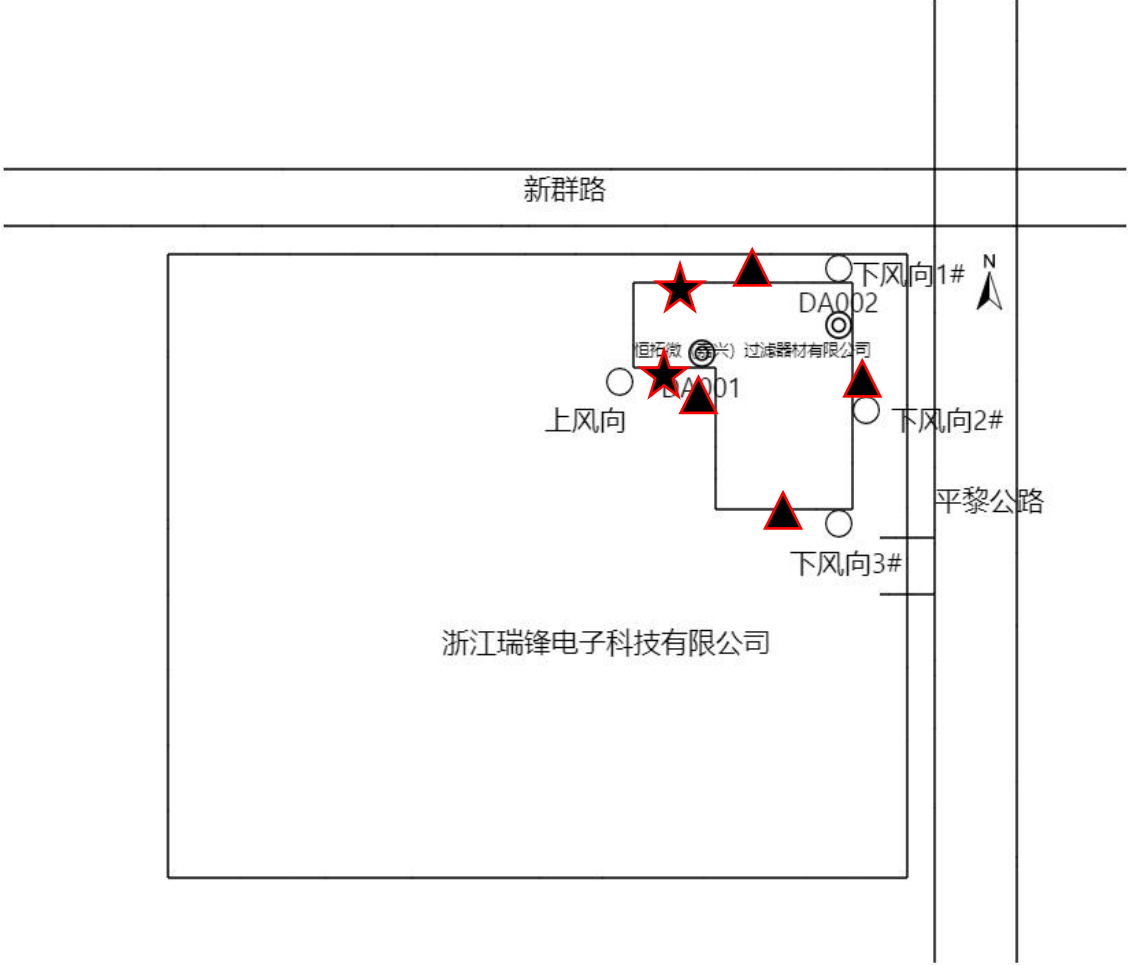 新群路
N
下风向1#
DA002
恒拓微（嘉兴）过滤器材有限公司
DA001
上风向
下风向2#
平黎公路
下风向3#
浙江瑞锋电子科技有限公司